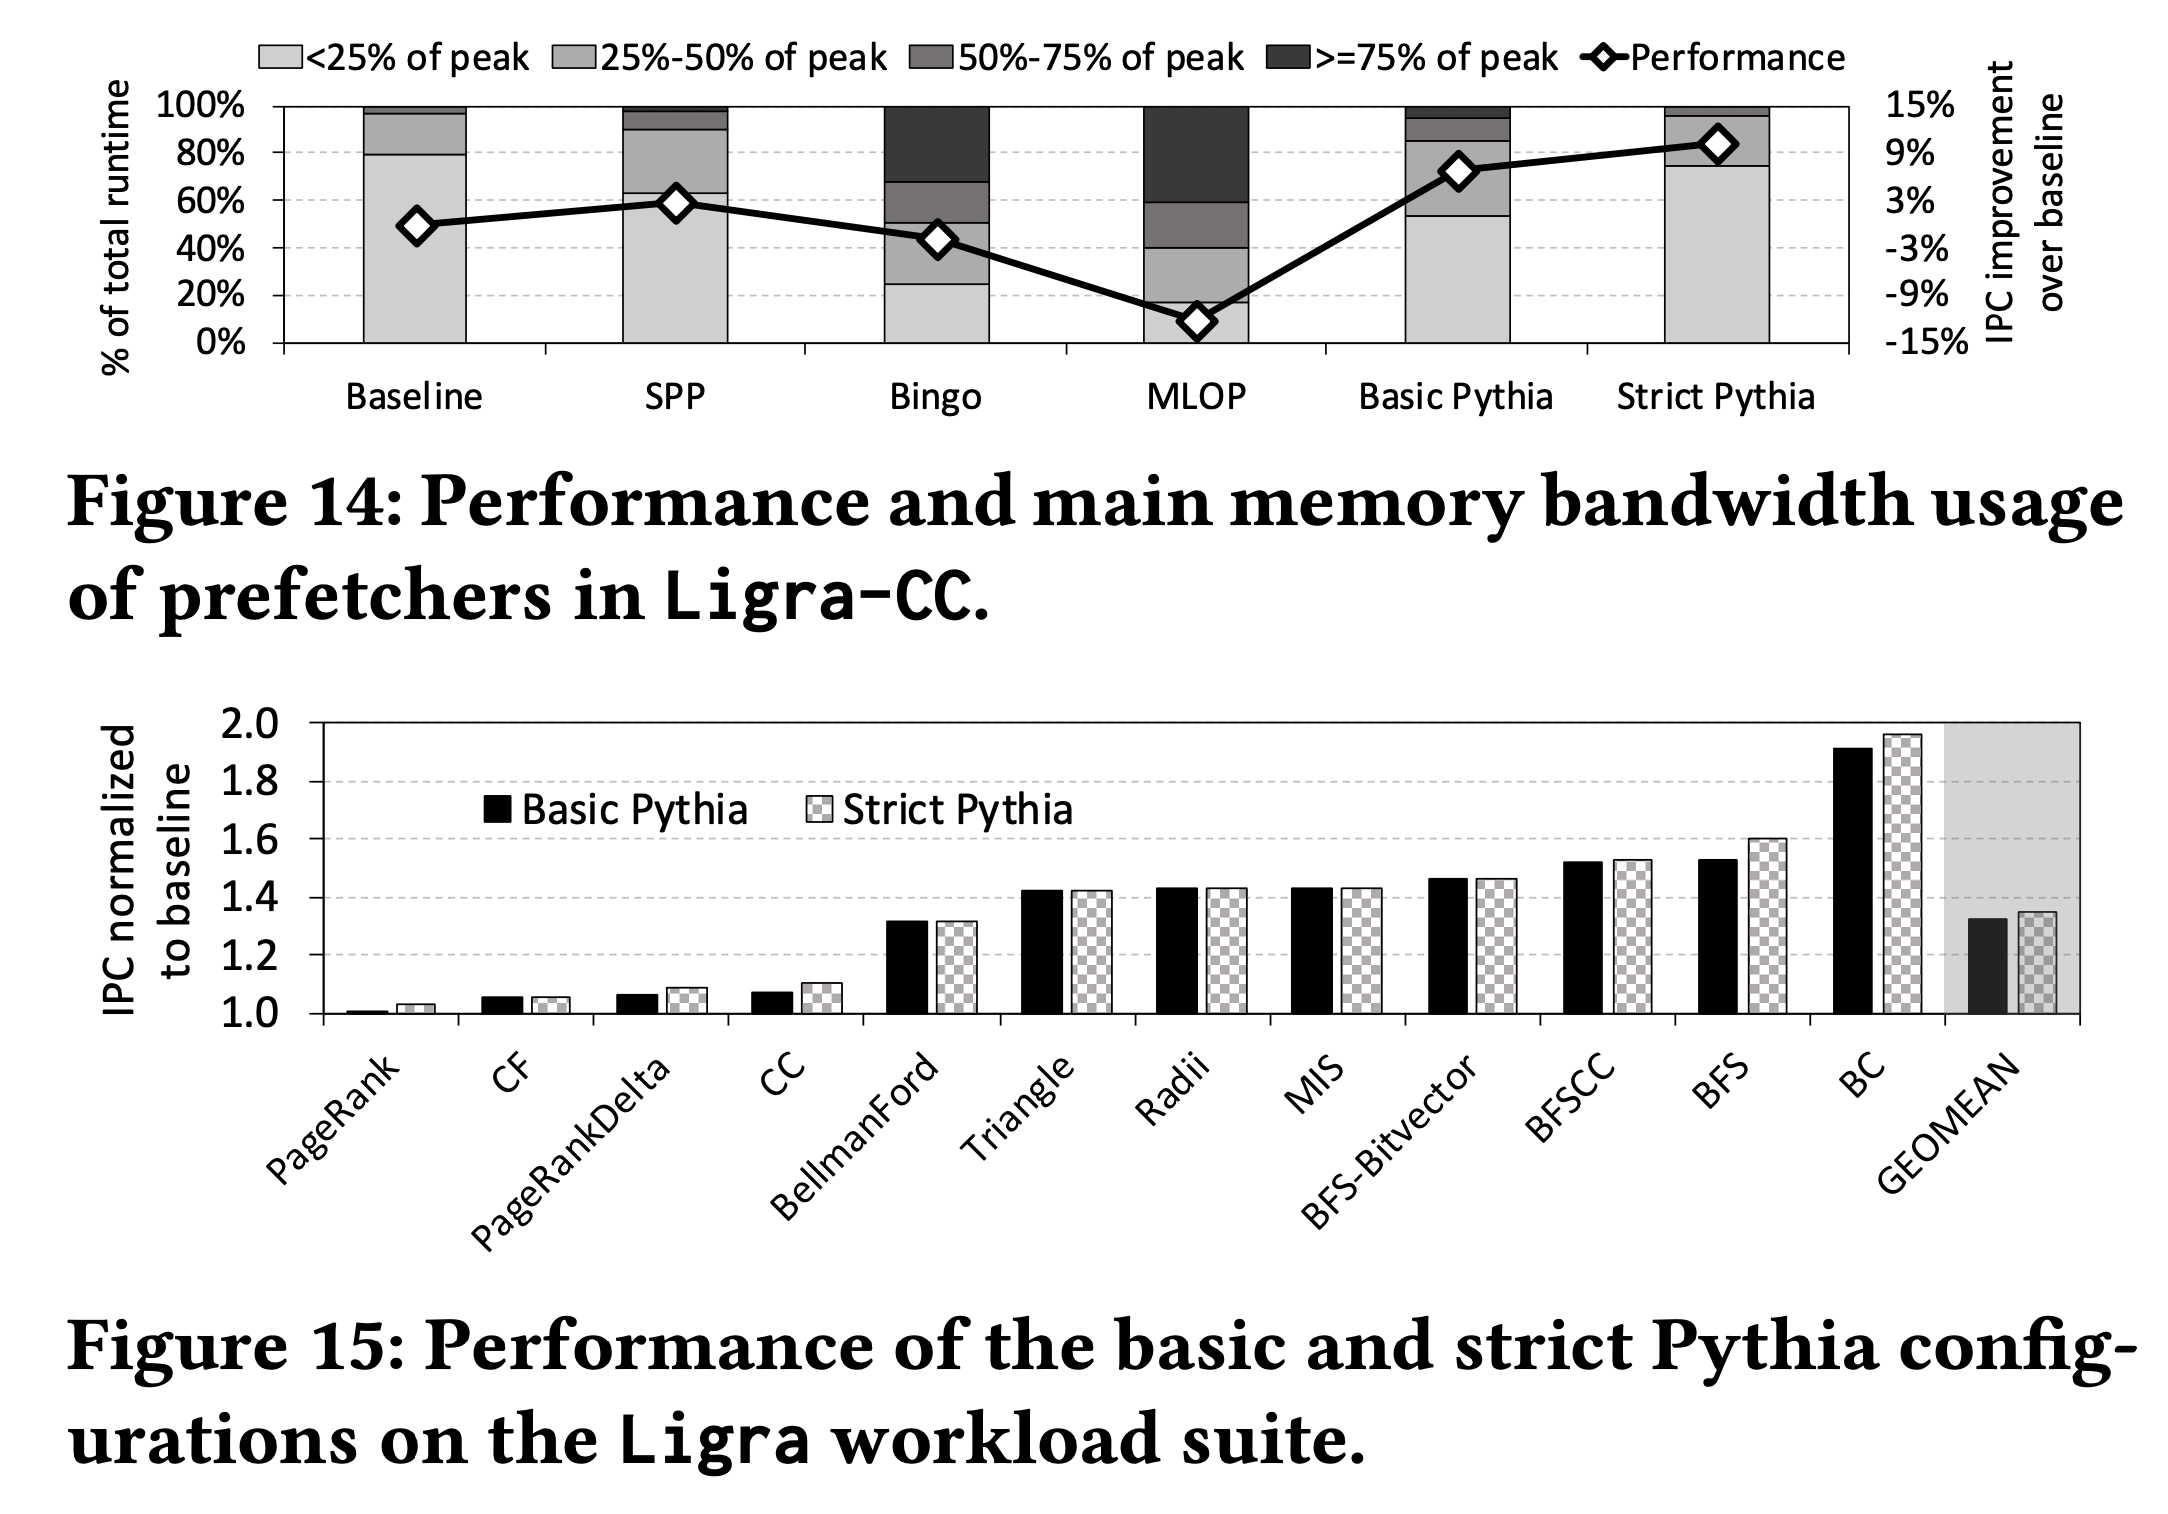 <25% of peak 25%-50% of peak 50%-75% of peak >=75% of peak Performance
% of total runtime
100%
80%
60%
40%
20%
0%
15%
9%
3%
-3%
-9%
-15%
IPC improvement
over baseline
Baseline SPP Bingo MLOP Basic Pythia Strict Pythia
Figure 14: Performance and main memory bandwidth usage
of prefetchers in Ligra-CC.
IPC normalized
to baseline
2.0
1.8
1.6
1.4
1.2
1.0
Basic Pythia Strict Pythia
PageRank
CF
PageRankDelta
CC
BellmanFord
Triangle
Radii
MIS
BFS-Bitvector
BFSCC
BFS
BC
GEOMEAN
Figure 15: Performance of the basic and strict Pythia config-
urations on the Ligra workload suite.